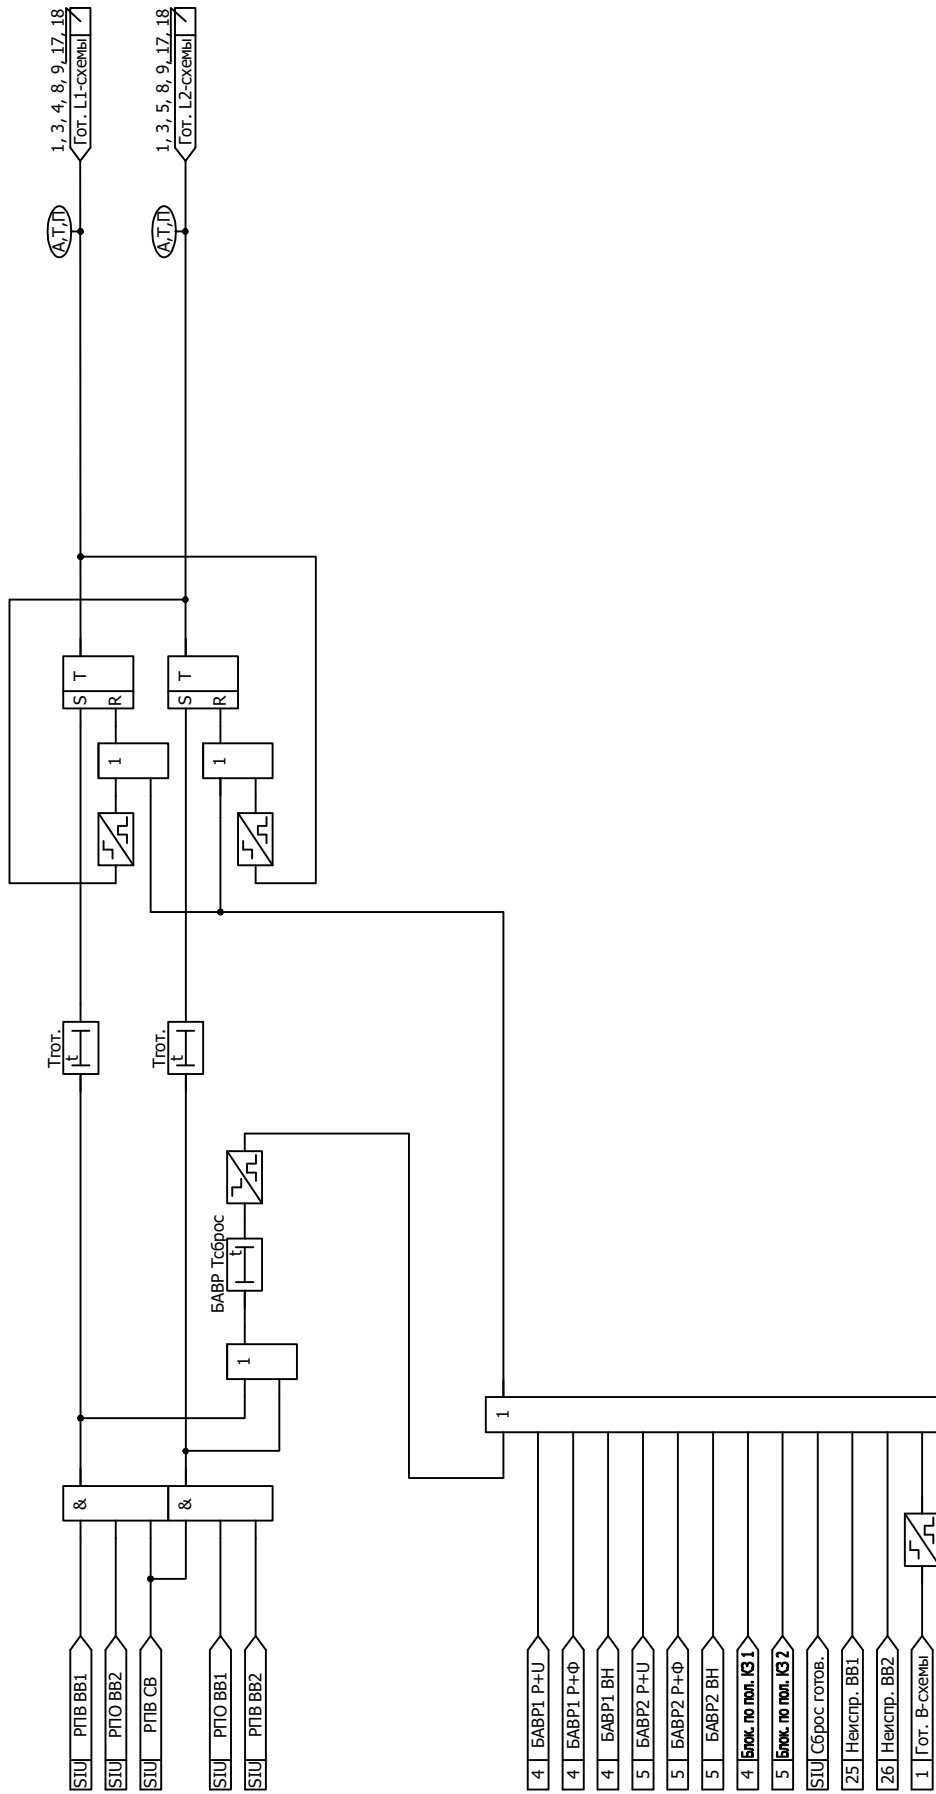 1, 3, 4, 8, 9, 17, 18
Гот. L1-схемы
1, 3, 5, 8, 9, 17, 18
Гот. L2-схемы
А,Т,П
А,Т,П
S T
R
S T
R
1
1
Тгот.
t
Тгот.
t
БАВР Тсброс
t
1
1
&
&
SIU РПВ ВВ1
SIU РПО ВВ2
SIU РПВ СВ
SIU РПО ВВ1
SIU РПВ ВВ2
4 БАВР1 P+U
4 БАВР1 P+Ф
4 БАВР1 ВН
5 БАВР2 P+U
5 БАВР2 P+Ф
5 БАВР2 ВН
4 Блок. по пол. КЗ 1
5 Блок. по пол. КЗ 2
SIU Сброс готов.
25 Неиспр. ВВ1
26 Неиспр. ВВ2
1 Гот. В-схемы